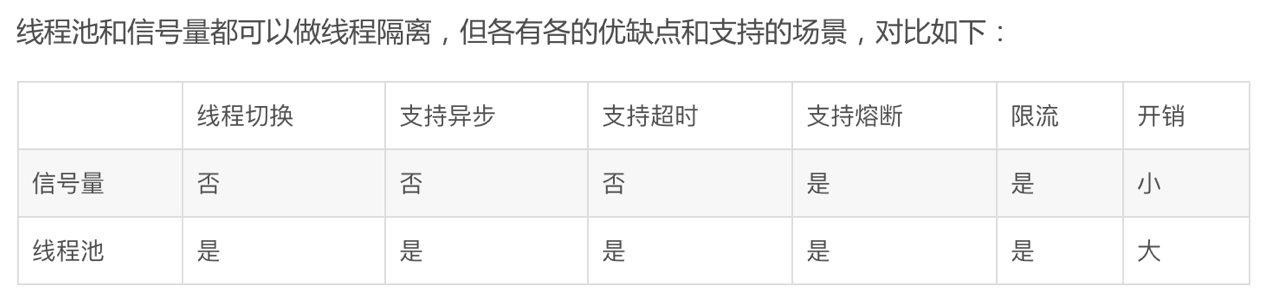 线程池和信号量都可以做线程隔离，但各有各的优缺点和支持的场景，对比如下：
线程切换 支持异步 支持超时 支持熔断 限流 开销
信号量 否 否 否 是 是 小
线程池 是 是 是 是 是 大